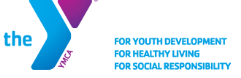 the
YMCA
FOR YOUTH DEVELOPMENT
FOR HEALTHY LIVING
FOR SOCIAL RESPONSIBILITY